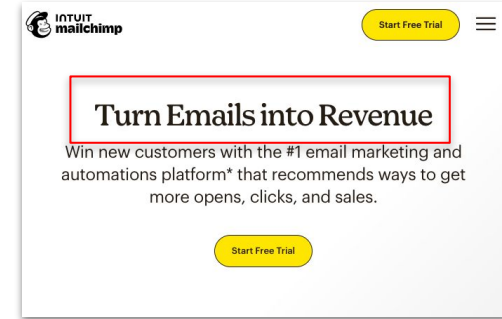 INTUIT
mailchimp
Start Free Trial
Turn Emails into Revenue
Win new customers with the #1 email marketing and
automations platform* that recommends ways to get
more opens, clicks, and sales.
Start Free Trial